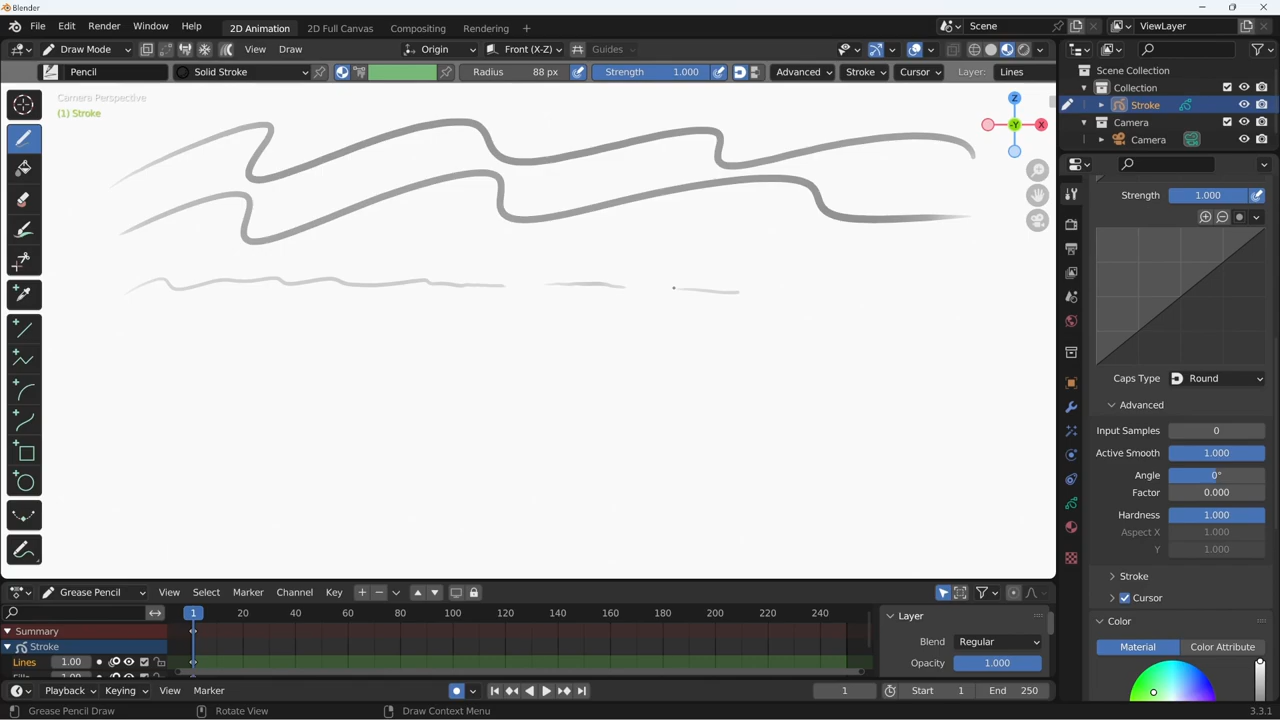 Blender
File Edit Render Window Help 2D Animation 2D Full Canvas Compositing Rendering Scene ViewLayer
Draw Mode View Draw Origin Front (X-Z) Guides
Pencil Solid Stroke Radius 88 px Strength 1.000 Advanced Stroke Cursor Layer: Lines
Camera Perspective
(1) Stroke
Z
-Y X
Scene Collection
Collection
Stroke
Camera
Camera
Strength 1.000
Caps Type Round
Advanced
Input Samples 0
Active Smooth 1.000
Angle 0°
Factor 0.000
Hardness 1.000
Aspect X 1.000
Y 1.000
Stroke
Cursor
Color
Material Color Attribute
Grease Pencil View Select Marker Channel Key
1 20 40 60 80 100 120 140 160 180 200 220 240
Summary
Stroke
Lines 1.00
Layer
Blend Regular
Opacity 1.000
Playback Keying View Marker 1 Start 1 End 250
Grease Pencil Draw Rotate View Draw Context Menu 3.3.1